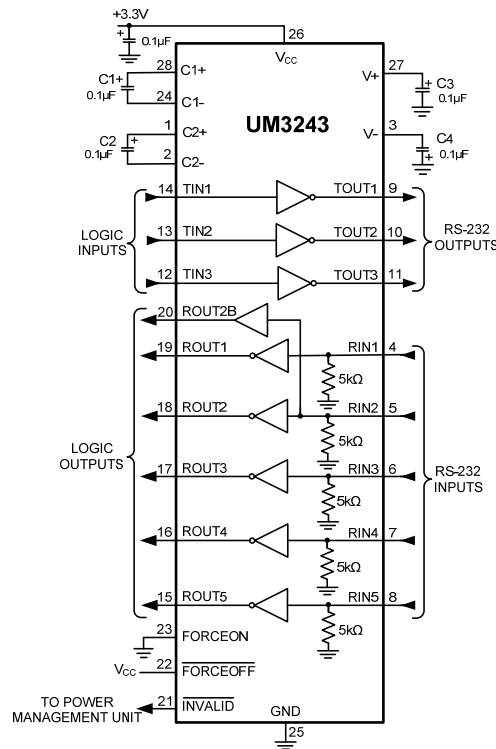 +3.3V
0.1µF
26
VCC
28
C1+
C1+
0.1µF
24
C1-
1
C2+
C2
0.1µF
2
C2-
UM3243
27
V+
C3
0.1µF
3
V-
C4
0.1µF
LOGIC
INPUTS
14 TIN1 TOUT1 9
13 TIN2 TOUT2 10
12 TIN3 TOUT3 11
RS-232
OUTPUTS
20 ROUT2B
19 ROUT1 RIN1 4
5kΩ
18 ROUT2 RIN2 5
5kΩ
LOGIC
OUTPUTS
17 ROUT3 RIN3 6
5kΩ
RS-232
INPUTS
16 ROUT4 RIN4 7
5kΩ
15 ROUT5 RIN5 8
5kΩ
23 FORCEON
VCC 22 FORCEOFF
TO POWER
MANAGEMENT UNIT
21 INVALID
GND
25